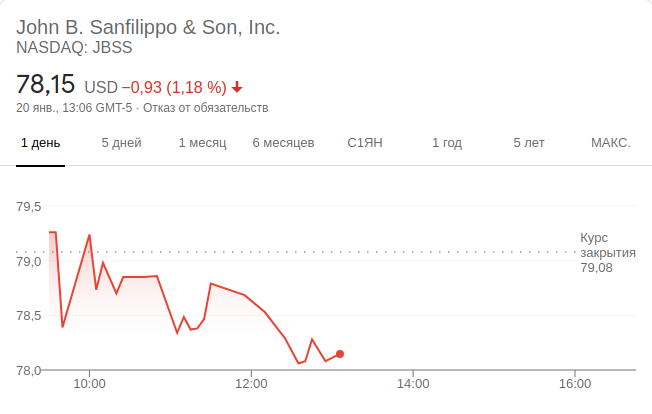 John B. Sanfilippo & Son, Inc.
NASDAQ: JBSS
78,15 USD −0,93 (1,18 %)
20 янв., 13:06 GMT-5 · Отказ от обязательств
1 день 5 дней 1 месяц 6 месяцев С1ЯН 1 год 5 лет МАКС.
79,5
Курс
закрытия
79,08
79,0
78,5
78,0
10:00 12:00 14:00 16:00